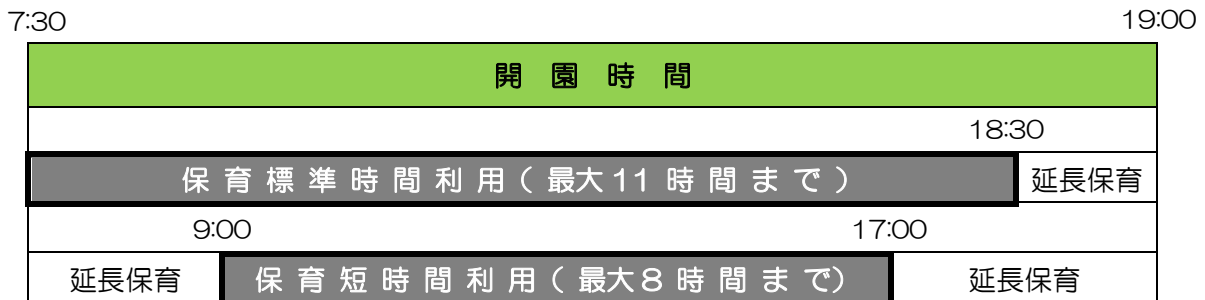 7:30 19:00
開 園 時 間
18:30
保 育 標 準 時 間 利 用 ( 最大 11 時 間 ま で ) 延長保育
9:00 17:00
延長保育 保 育 短 時 間 利 用 ( 最大 8 時 間 ま で) 延長保育